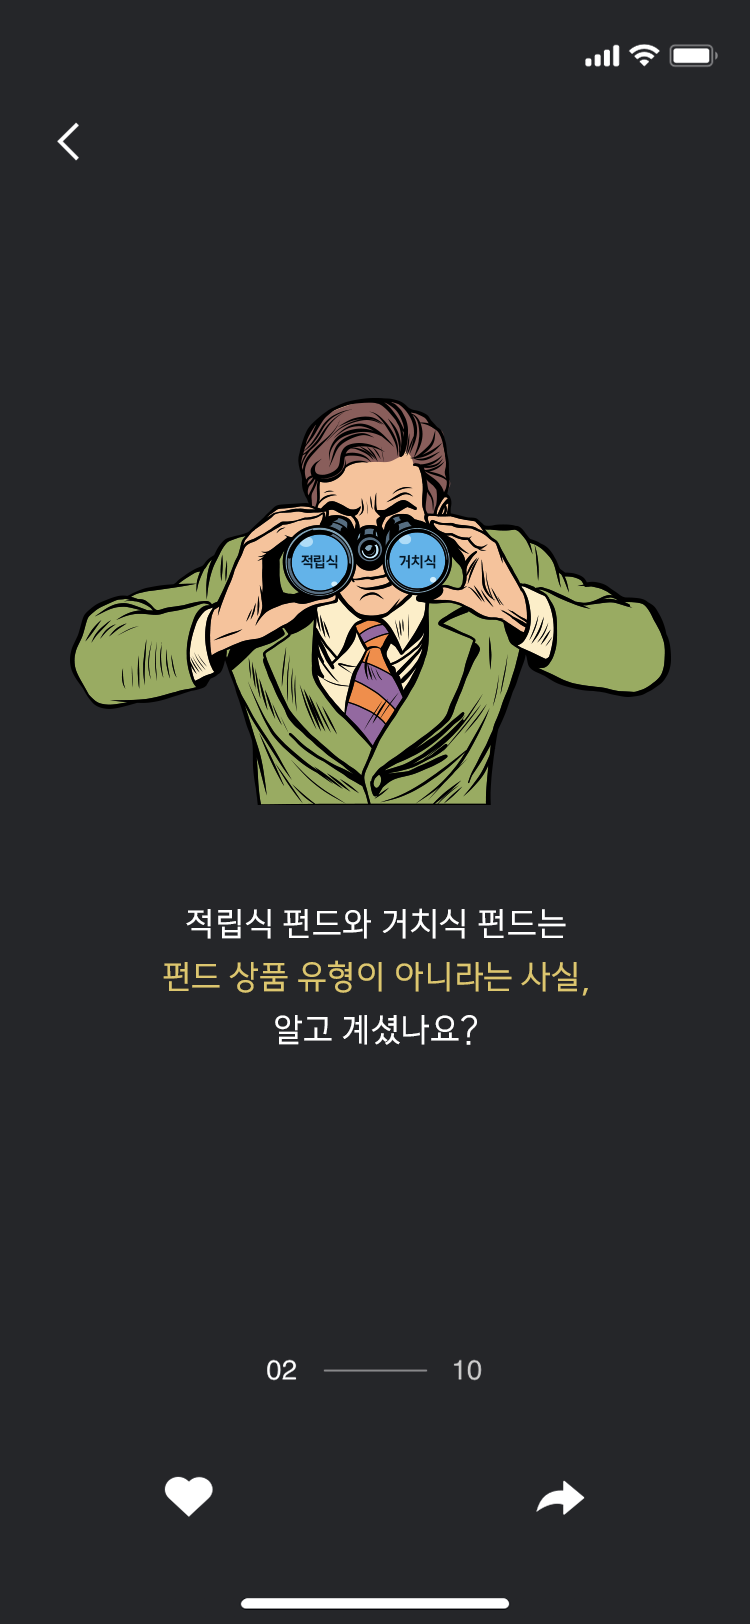 적립식 거치식
적립식 펀드와 거치식 펀드는
펀드 상품 유형이 아니라는 사실,
알고 계셨나요?
02 10